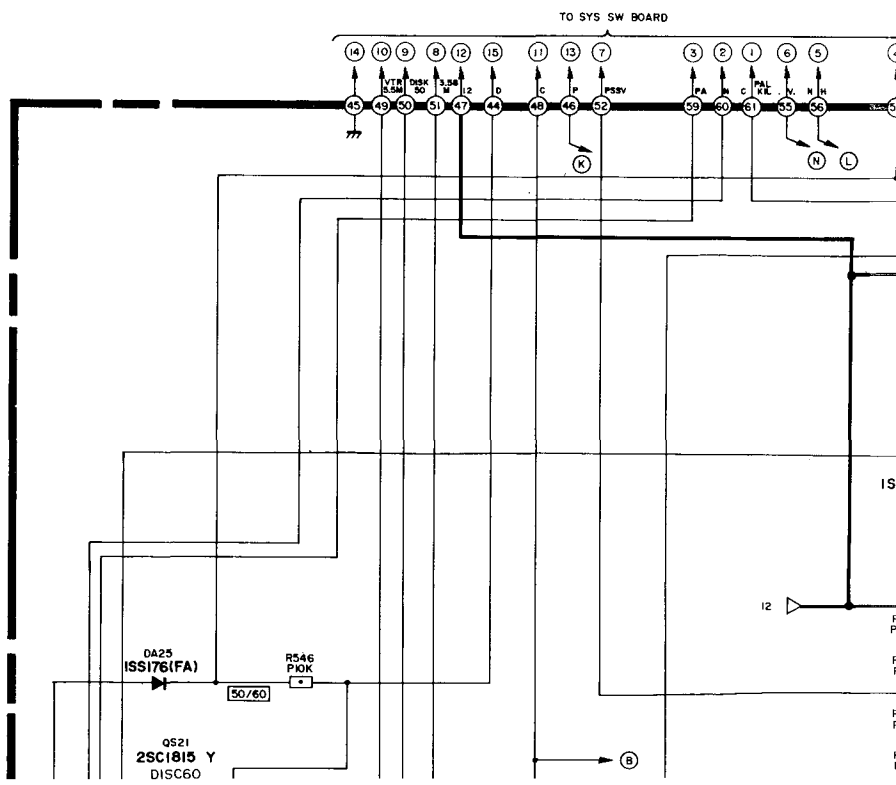 TO SYS SW BOARD
14 10 9 8 12 15 11 13 7 3 2 1 6 5
VTR 5.5M DISK 50 3.58 M 12 D C P PSSV PA N C PAL KIL V. N H
45 49 50 51 47 44 48 46 52 59 60 61 55 56
K N L
1S
12
DA25
1SS176(FA)
R546
P10K
50/60
QS21
2SC1815 Y
DISC60
B